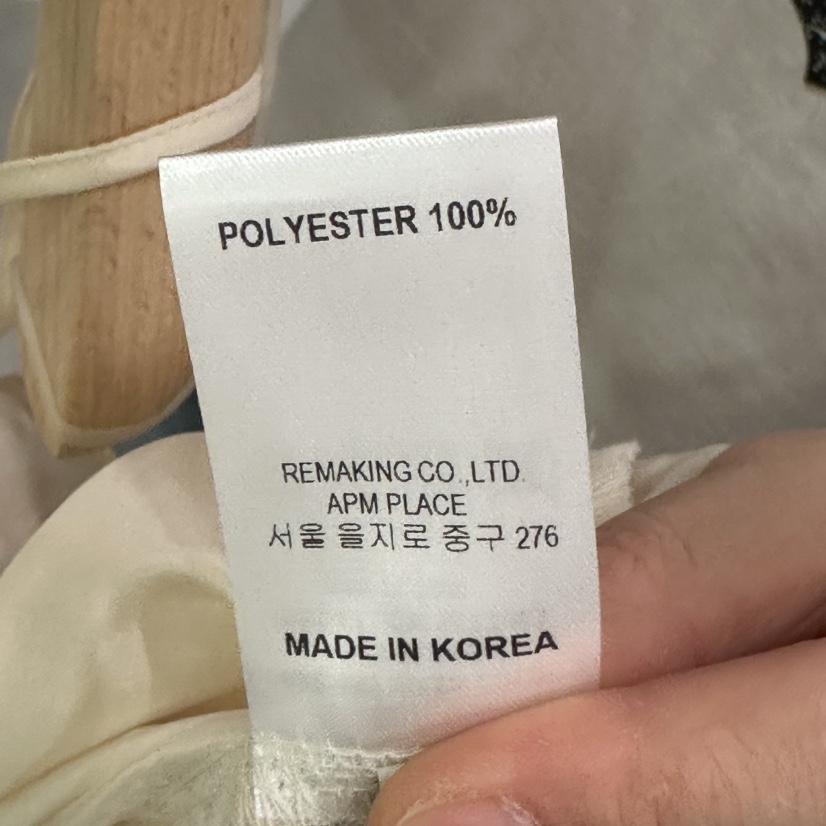 POLYESTER 100%
REMAKING CO.,LTD.
APM PLACE
서울 을지로 중구 276
MADE IN KOREA